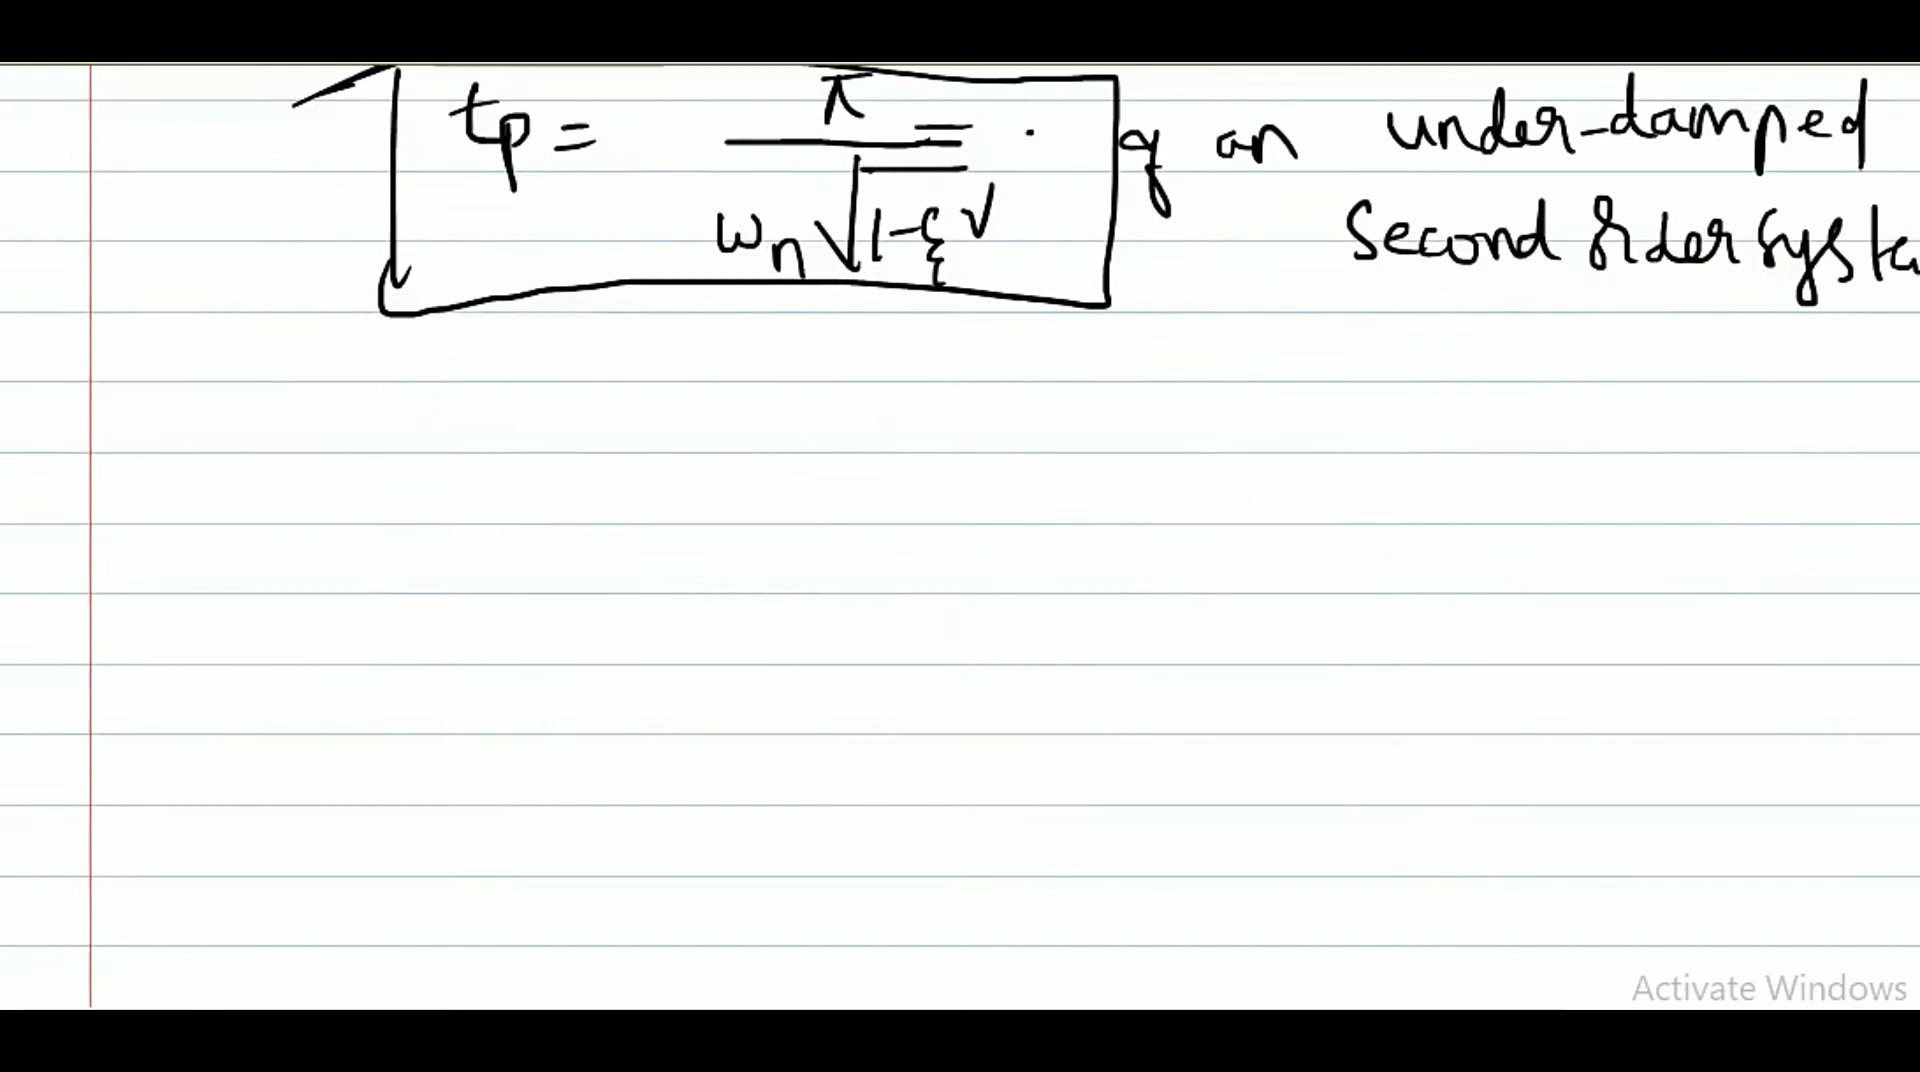 tp = π / ωn √1-ξ² . of an under-damped
second order system
Activate Windows